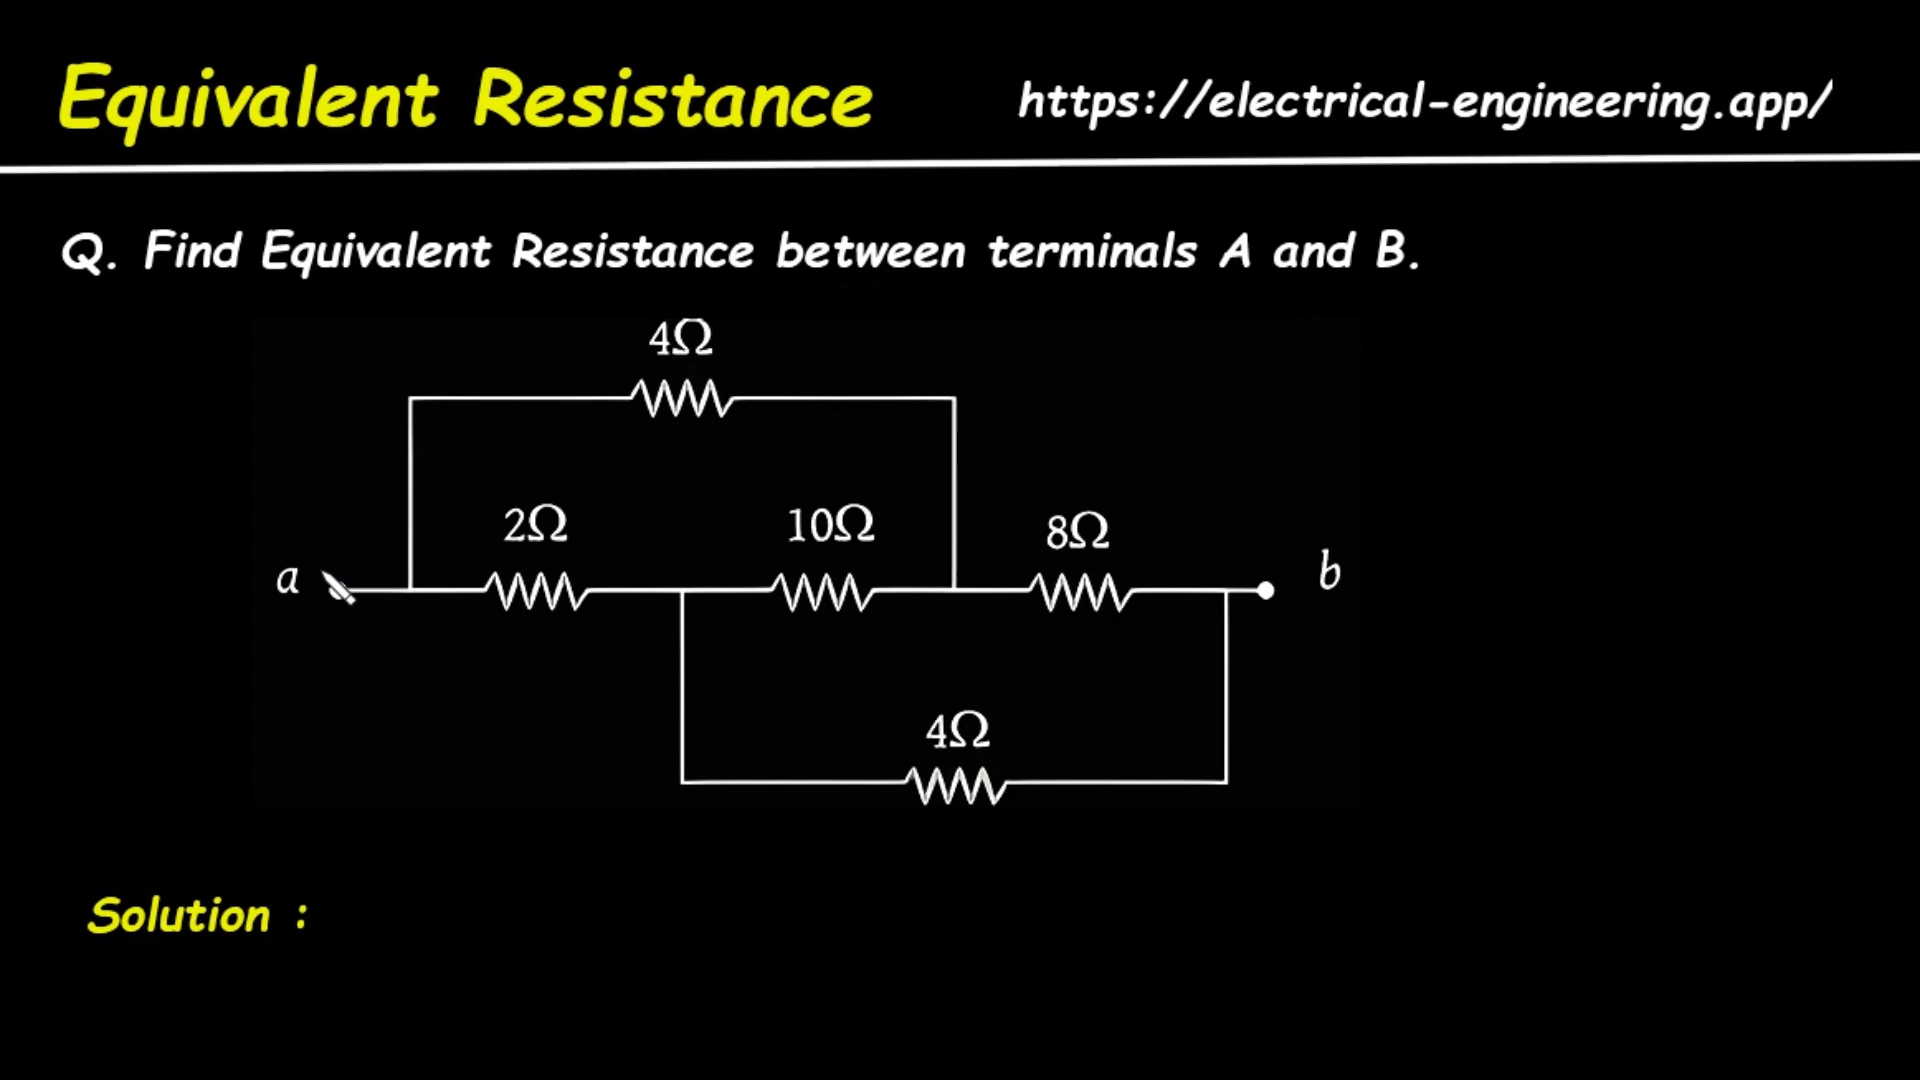 Equivalent Resistance
https://electrical-engineering.app/
Q. Find Equivalent Resistance between terminals A and B.
4Ω
2Ω
10Ω
8Ω
a
b
4Ω
Solution :